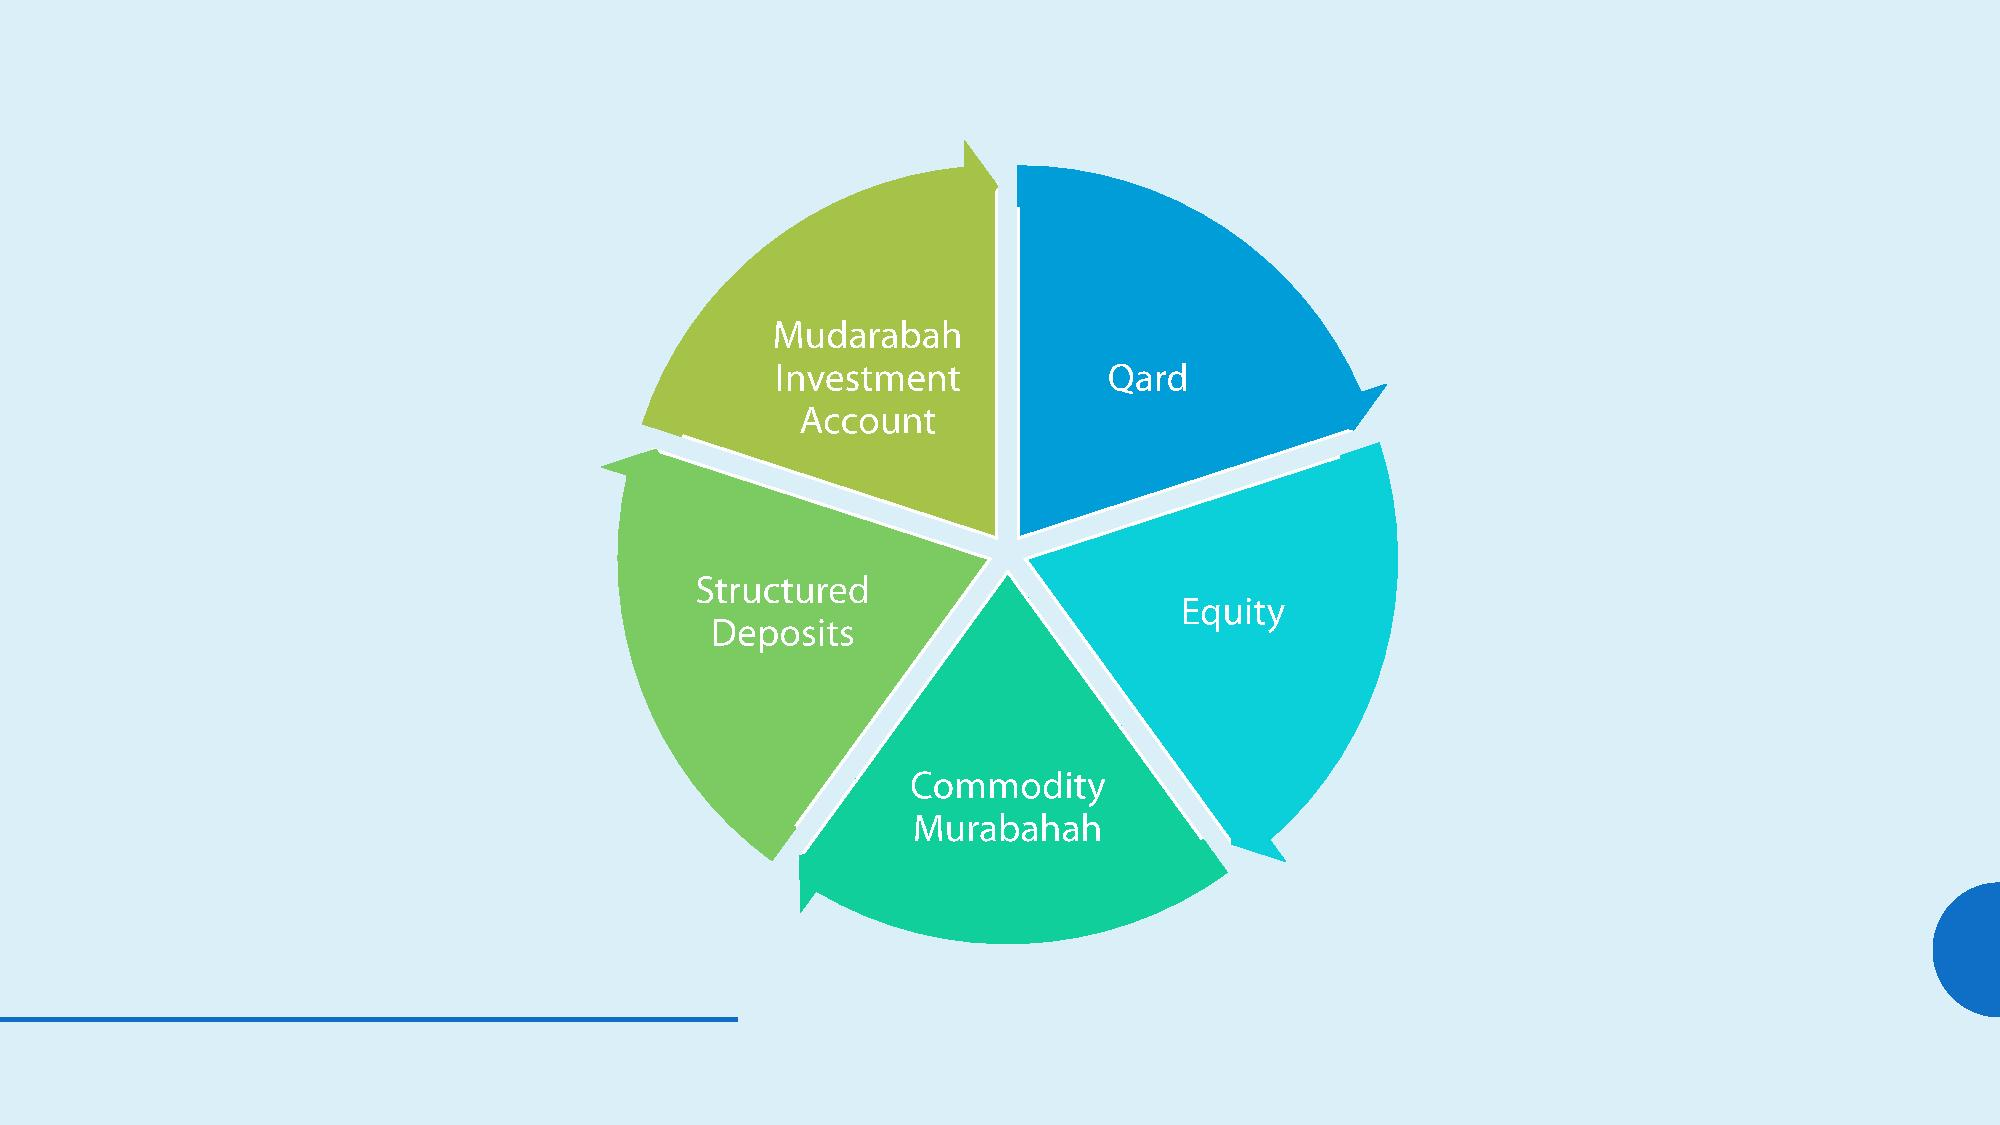 Mudarabah
Investment
Account
Qard
Structured
Deposits
Equity
Commodity
Murabahah